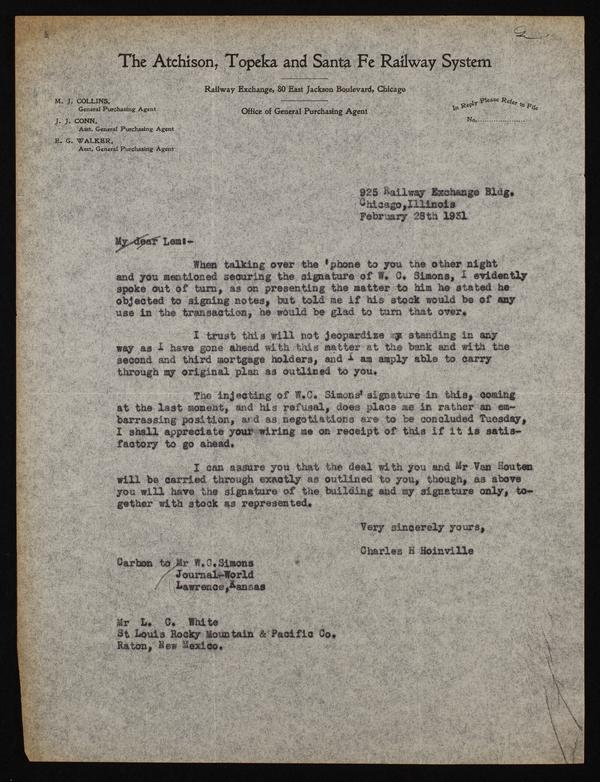 The Atchison, Topeka and Santa Fe Railway System
Railway Exchange, 80 East Jackson Boulevard, Chicago
M. J. COLLINS,
General Purchasing Agent
J. J. CONN,
Asst. General Purchasing Agent
E. G. WALKER,
Asst. General Purchasing Agent
Office of General Purchasing Agent
In Reply Please Refer to File
No.
925 Railway Exchange Bldg.
Chicago,Illinois
February 28th 1931
My dear Lem:-
When talking over the 'phone to you the other night
and you mentioned securing the signature of W. C. Simons, I evidently
spoke out of turn, as on presenting the matter to him he stated he
objected to signing notes, but told me if his stock would be of any
use in the transaction, he would be glad to turn that over.
I trust this will not jeopardize my standing in any
way as I have gone ahead with this matter at the bank and with the
second and third mortgage holders, and I am amply able to carry
through my original plan as outlined to you.
The injecting of W.C. Simons' signature in this, coming
at the last moment, and his refusal, does place me in rather an em-
barrassing position, and as negotiations are to be concluded Tuesday,
I shall appreciate your wiring me on receipt of this if it is satis-
factory to go ahead.
I can assure you that the deal with you and Mr Van Houten
will be carried through exactly as outlined to you, though, as above
you will have the signature of the building and my signature only, to-
gether with stock as represented.
Very sincerely yours,
Charles H Hoinville
Carbon to Mr W.C.Simons
Journal-World
Lawrence,Kansas
Mr L. C. White
St Louis Rocky Mountain & Pacific Co.
Raton, New Mexico.